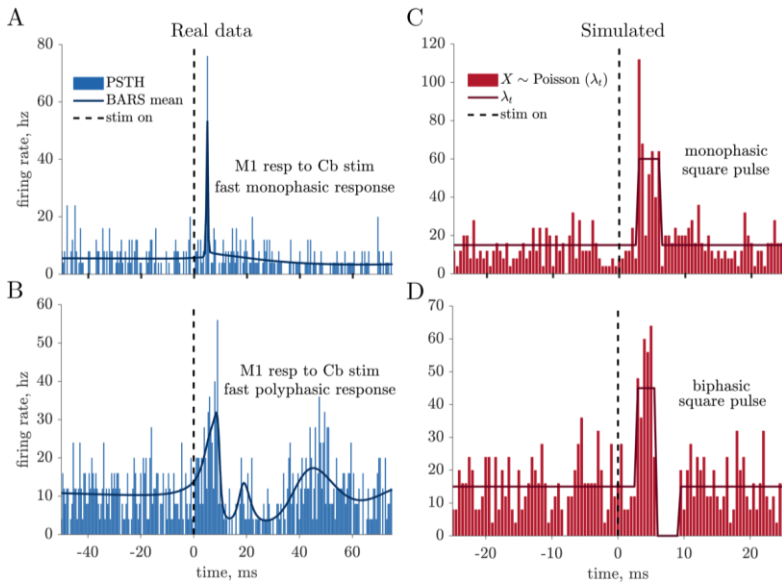 A
Real data
80
60
40
20
0
firing rate, hz
PSTH
BARS mean
stim on
M1 resp to Cb stim
fast monophasic response
B
60
50
40
30
20
10
0
firing rate, hz
M1 resp to Cb stim
fast polyphasic response
-40
-20
0
20
40
60
time, ms
C
Simulated
120
100
80
60
40
20
0
X ∼ Poisson (λt)
λt
stim on
monophasic
square pulse
D
70
60
50
40
30
20
10
0
biphasic
square pulse
-20
-10
0
10
20
time, ms